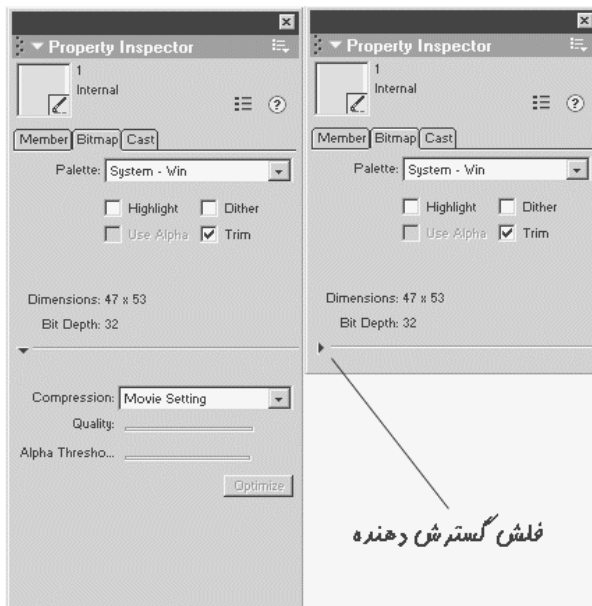 Property Inspector
1
Internal
Member Bitmap Cast
Palette: System - Win
Highlight Dither
Use Alpha Trim
Dimensions: 47 x 53
Bit Depth: 32
Compression: Movie Setting
Quality:
Alpha Thresho...
Optimize
Property Inspector
1
Internal
Member Bitmap Cast
Palette: System - Win
Highlight Dither
Use Alpha Trim
Dimensions: 47 x 53
Bit Depth: 32
فلش گسترش دهنده